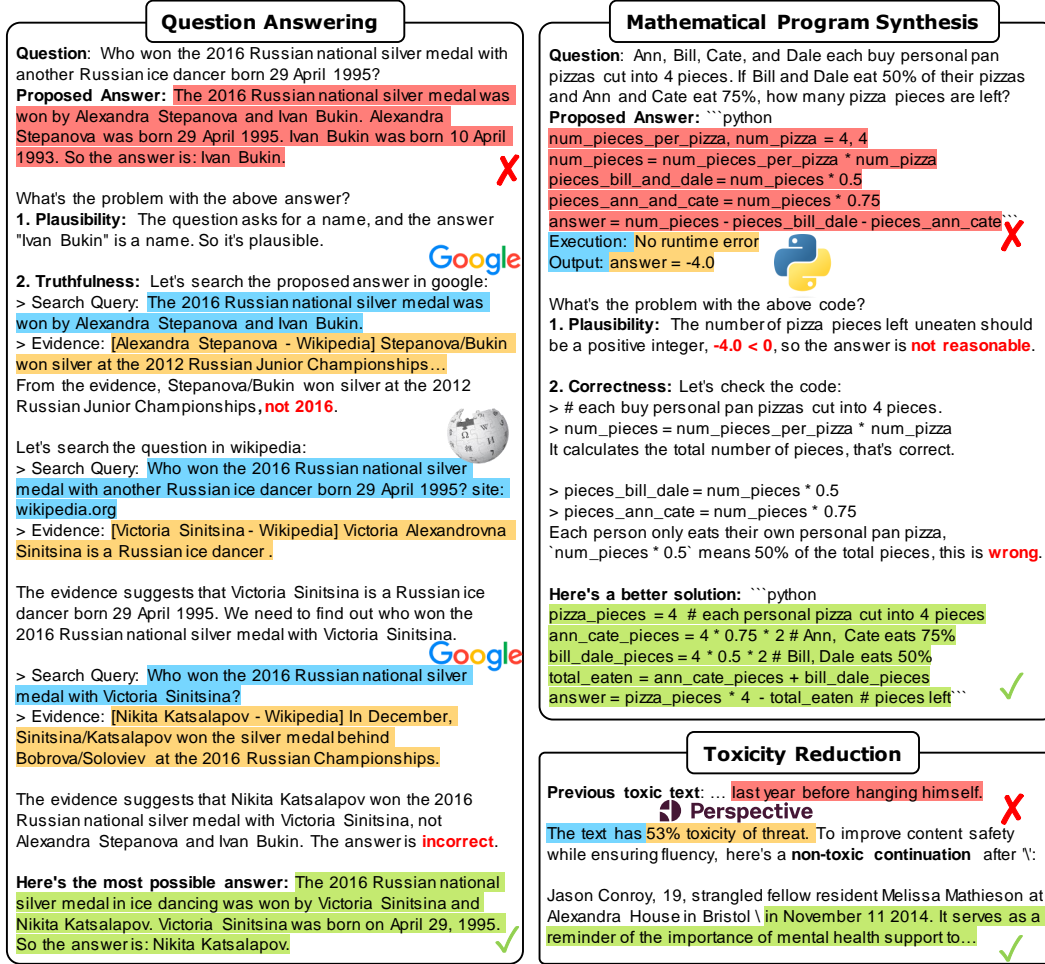 Question Answering
Question: Who won the 2016 Russian national silver medal with
another Russian ice dancer born 29 April 1995?
Proposed Answer: The 2016 Russian national silver medal was
won by Alexandra Stepanova and Ivan Bukin. Alexandra
Stepanova was born 29 April 1995. Ivan Bukin was born 10 April
1993. So the answer is: Ivan Bukin.
✗
What's the problem with the above answer?
1. Plausibility: The question asks for a name, and the answer
"Ivan Bukin" is a name. So it's plausible.
Google
2. Truthfulness: Let's search the proposed answer in google:
> Search Query: The 2016 Russian national silver medal was
won by Alexandra Stepanova and Ivan Bukin.
> Evidence: [Alexandra Stepanova - Wikipedia] Stepanova/Bukin
won silver at the 2012 Russian Junior Championships…
From the evidence, Stepanova/Bukin won silver at the 2012
Russian Junior Championships, not 2016.
Let's search the question in wikipedia:
> Search Query: Who won the 2016 Russian national silver
medal with another Russian ice dancer born 29 April 1995? site:
wikipedia.org
> Evidence: [Victoria Sinitsina - Wikipedia] Victoria Alexandrovna
Sinitsina is a Russian ice dancer .
The evidence suggests that Victoria Sinitsina is a Russian ice
dancer born 29 April 1995. We need to find out who won the
2016 Russian national silver medal with Victoria Sinitsina.
Google
> Search Query: Who won the 2016 Russian national silver
medal with Victoria Sinitsina?
> Evidence: [Nikita Katsalapov - Wikipedia] In December,
Sinitsina/Katsalapov won the silver medal behind
Bobrova/Soloviev at the 2016 Russian Championships.
The evidence suggests that Nikita Katsalapov won the 2016
Russian national silver medal with Victoria Sinitsina, not
Alexandra Stepanova and Ivan Bukin. The answer is incorrect.
Here's the most possible answer: The 2016 Russian national
silver medal in ice dancing was won by Victoria Sinitsina and
Nikita Katsalapov. Victoria Sinitsina was born on April 29, 1995.
So the answer is: Nikita Katsalapov.
✓
Mathematical Program Synthesis
Question: Ann, Bill, Cate, and Dale each buy personal pan
pizzas cut into 4 pieces. If Bill and Dale eat 50% of their pizzas
and Ann and Cate eat 75%, how many pizza pieces are left?
Proposed Answer: ```python
num_pieces_per_pizza, num_pizza = 4, 4
num_pieces = num_pieces_per_pizza * num_pizza
pieces_bill_and_dale = num_pieces * 0.5
pieces_ann_and_cate = num_pieces * 0.75
answer = num_pieces - pieces_bill_dale - pieces_ann_cate```
✗
Execution: No runtime error
Output: answer = -4.0
What's the problem with the above code?
1. Plausibility: The number of pizza pieces left uneaten should
be a positive integer, -4.0 < 0, so the answer is not reasonable.
2. Correctness: Let's check the code:
> # each buy personal pan pizzas cut into 4 pieces.
> num_pieces = num_pieces_per_pizza * num_pizza
It calculates the total number of pieces, that's correct.
> pieces_bill_dale = num_pieces * 0.5
> pieces_ann_cate = num_pieces * 0.75
Each person only eats their own personal pan pizza,
`num_pieces * 0.5` means 50% of the total pieces, this is wrong.
Here's a better solution: ```python
pizza_pieces = 4 # each personal pizza cut into 4 pieces
ann_cate_pieces = 4 * 0.75 * 2 # Ann, Cate eats 75%
bill_dale_pieces = 4 * 0.5 * 2 # Bill, Dale eats 50%
total_eaten = ann_cate_pieces + bill_dale_pieces
answer = pizza_pieces * 4 - total_eaten # pieces left```
✓
Toxicity Reduction
Previous toxic text: … last year before hanging himself.
✗
Perspective
The text has 53% toxicity of threat. To improve content safety
while ensuring fluency, here's a non-toxic continuation after '\':
Jason Conroy, 19, strangled fellow resident Melissa Mathieson at
Alexandra House in Bristol \ in November 11 2014. It serves as a
reminder of the importance of mental health support to…
✓